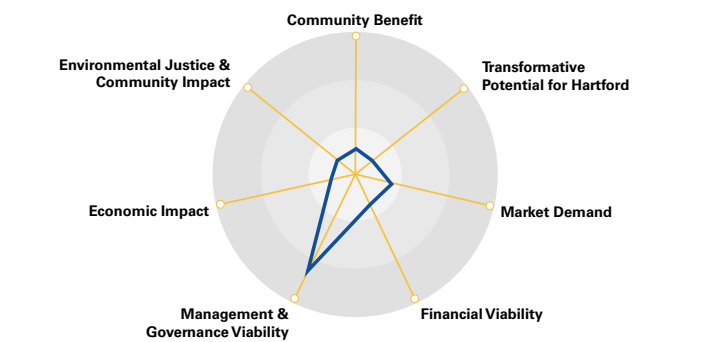 Community Benefit
Environmental Justice &
Community Impact
Transformative
Potential for Hartford
Economic Impact
Market Demand
Management &
Governance Viability
Financial Viability